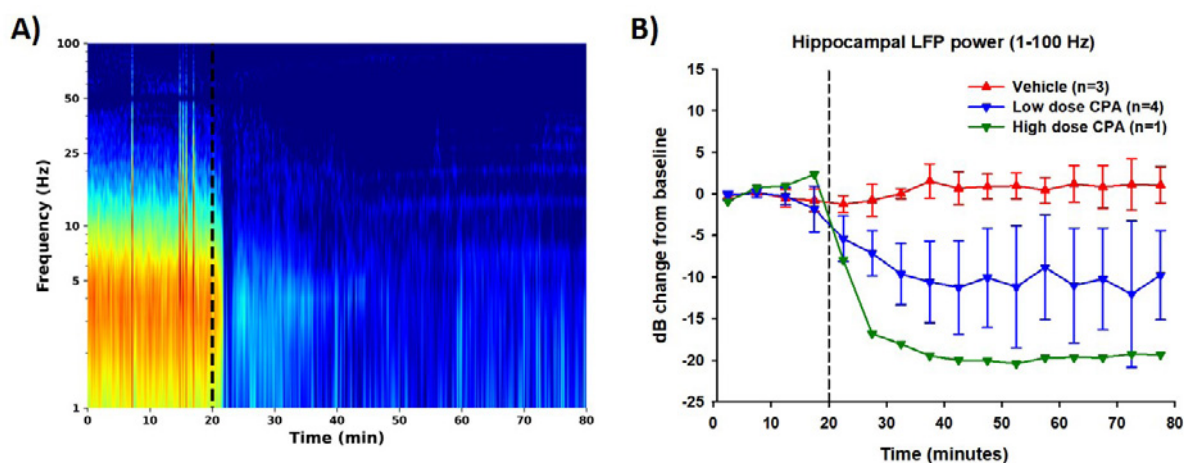 A)
100
50
25
10
5
1
Frequency (Hz)
0 10 20 30 40 50 60 70 80
Time (min)
B)
Hippocampal LFP power (1-100 Hz)
Vehicle (n=3)
Low dose CPA (n=4)
High dose CPA (n=1)
15
10
5
0
-5
-10
-15
-20
-25
dB change from baseline
0 10 20 30 40 50 60 70 80
Time (minutes)